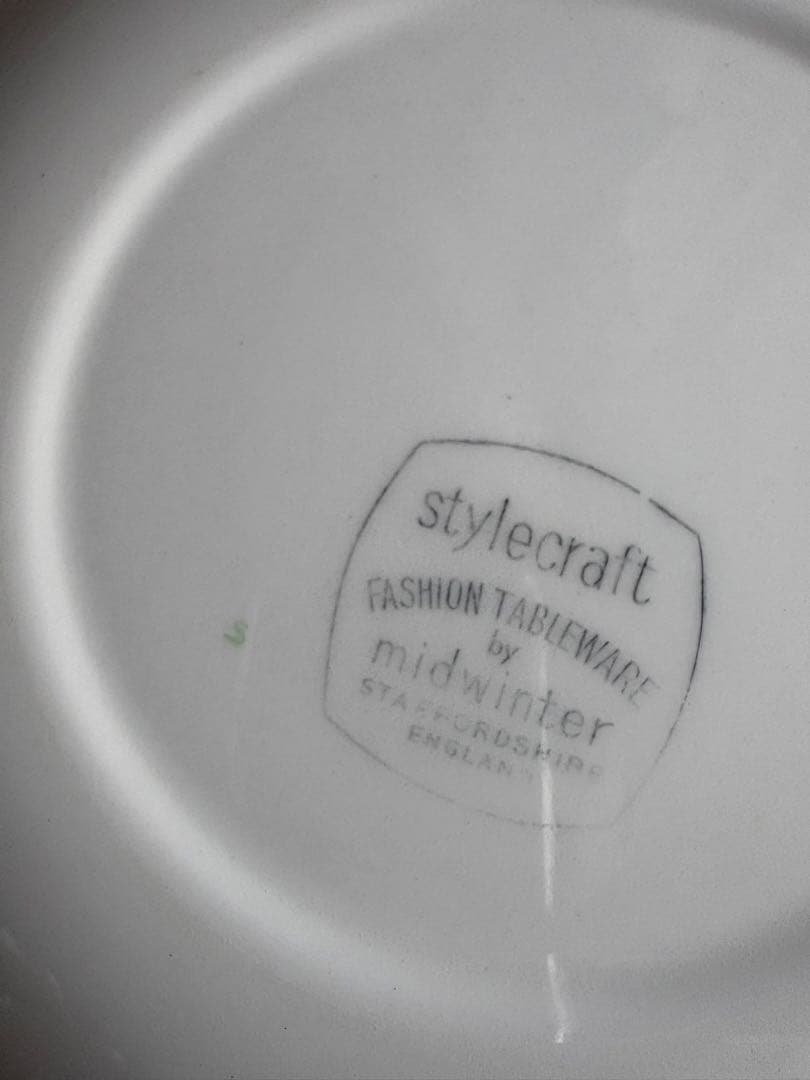 stylecraft
FASHION TABLEWARE
by
midwinter
STAFFORDSHIRE
ENGLAND
S